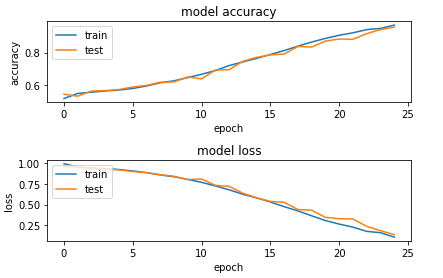 model accuracy
train
test
accuracy
0.8
0.6
0 5 10 15 20 25
epoch
model loss
train
test
loss
1.00
0.75
0.50
0.25
0 5 10 15 20 25
epoch